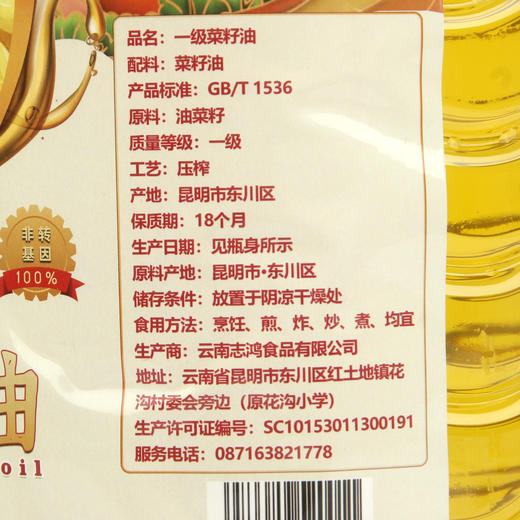 品名：一级菜籽油
配料：菜籽油
产品标准：GB/T 1536
原料：油菜籽
质量等级：一级
工艺：压榨
产地：昆明市东川区
保质期：18个月
生产日期：见瓶身所示
原料产地：昆明市·东川区
储存条件：放置于阴凉干燥处
食用方法：烹饪、煎、炸、炒、煮、均宜
生产商：云南志鸿食品有限公司
地址：云南省昆明市东川区红土地镇花
沟村委会旁边（原花沟小学）
生产许可证编号：SC10153011300191
服务电话：087163821778
非转
基因
100%
油
oil